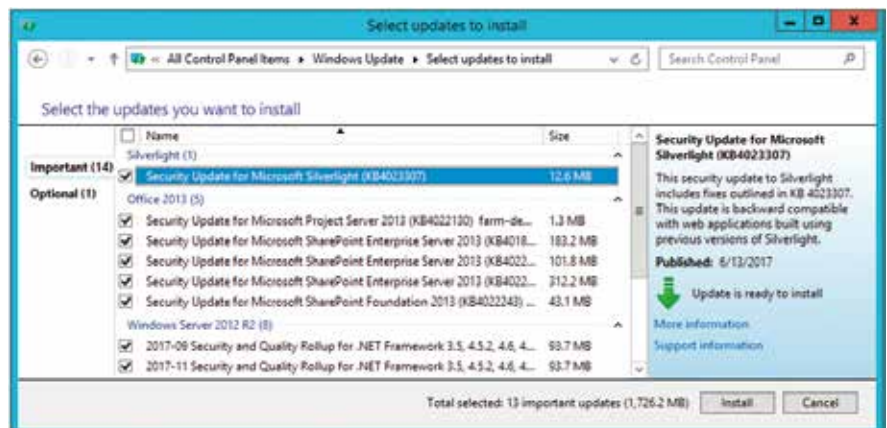 Select updates to install
All Control Panel Items ▸ Windows Update ▸ Select updates to install
Search Control Panel
Select the updates you want to install
Important (14)
Optional (1)
Name Size
Silverlight (1)
Security Update for Microsoft Silverlight (KB4023307) 12.6 MB
Office 2013 (5)
Security Update for Microsoft Project Server 2013 (KB4022130) farm-de... 1.3 MB
Security Update for Microsoft SharePoint Enterprise Server 2013 (KB4018... 183.2 MB
Security Update for Microsoft SharePoint Enterprise Server 2013 (KB4022... 101.8 MB
Security Update for Microsoft SharePoint Enterprise Server 2013 (KB4022... 312.2 MB
Security Update for Microsoft SharePoint Foundation 2013 (KB4022243) ... 43.1 MB
Windows Server 2012 R2 (8)
2017-09 Security and Quality Rollup for .NET Framework 3.5, 4.5.2, 4.6, 4... 93.7 MB
2017-11 Security and Quality Rollup for .NET Framework 3.5, 4.5.2, 4.6, 4... 93.7 MB
Security Update for Microsoft
Silverlight (KB4023307)
This security update to Silverlight
includes fixes outlined in KB 4023307.
This update is backward compatible
with web applications built using
previous versions of Silverlight.
Published: 6/13/2017
Update is ready to install
More information
Support information
Total selected: 13 important updates (1,726.2 MB)
Install
Cancel